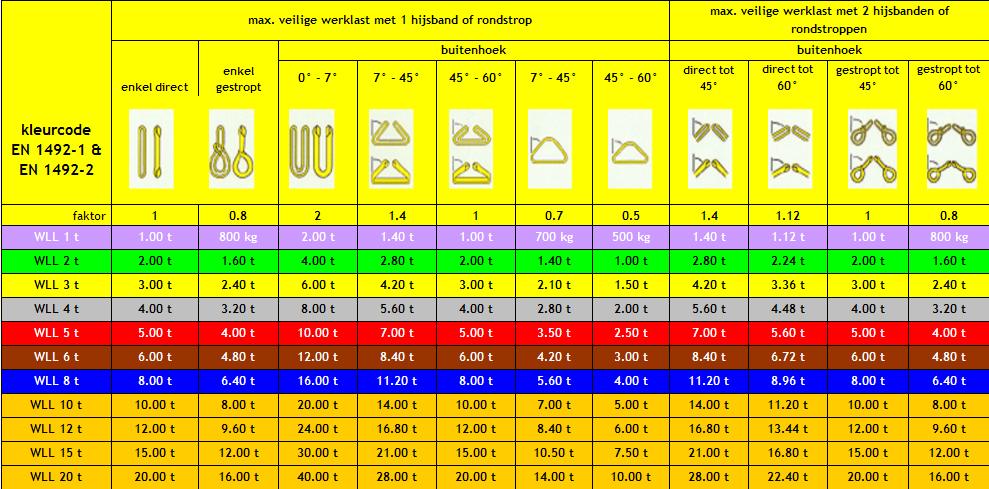 max. veilige werklast met 1 hijsband of rondstrop
max. veilige werklast met 2 hijsbanden of
rondstroppen
buitenhoek
buitenhoek
kleurcode
EN 1492-1 &
EN 1492-2
enkel direct
enkel
gestropt
0° - 7°
7° - 45°
45° - 60°
7° - 45°
45° - 60°
direct tot
45°
direct tot
60°
gestropt tot
45°
gestropt tot
60°
faktor 1 0.8 2 1.4 1 0.7 0.5 1.4 1.12 1 0.8
WLL 1 t 1.00 t 800 kg 2.00 t 1.40 t 1.00 t 700 kg 500 kg 1.40 t 1.12 t 1.00 t 800 kg
WLL 2 t 2.00 t 1.60 t 4.00 t 2.80 t 2.00 t 1.40 t 1.00 t 2.80 t 2.24 t 2.00 t 1.60 t
WLL 3 t 3.00 t 2.40 t 6.00 t 4.20 t 3.00 t 2.10 t 1.50 t 4.20 t 3.36 t 3.00 t 2.40 t
WLL 4 t 4.00 t 3.20 t 8.00 t 5.60 t 4.00 t 2.80 t 2.00 t 5.60 t 4.48 t 4.00 t 3.20 t
WLL 5 t 5.00 t 4.00 t 10.00 t 7.00 t 5.00 t 3.50 t 2.50 t 7.00 t 5.60 t 5.00 t 4.00 t
WLL 6 t 6.00 t 4.80 t 12.00 t 8.40 t 6.00 t 4.20 t 3.00 t 8.40 t 6.72 t 6.00 t 4.80 t
WLL 8 t 8.00 t 6.40 t 16.00 t 11.20 t 8.00 t 5.60 t 4.00 t 11.20 t 8.96 t 8.00 t 6.40 t
WLL 10 t 10.00 t 8.00 t 20.00 t 14.00 t 10.00 t 7.00 t 5.00 t 14.00 t 11.20 t 10.00 t 8.00 t
WLL 12 t 12.00 t 9.60 t 24.00 t 16.80 t 12.00 t 8.40 t 6.00 t 16.80 t 13.44 t 12.00 t 9.60 t
WLL 15 t 15.00 t 12.00 t 30.00 t 21.00 t 15.00 t 10.50 t 7.50 t 21.00 t 16.80 t 15.00 t 12.00 t
WLL 20 t 20.00 t 16.00 t 40.00 t 28.00 t 20.00 t 14.00 t 10.00 t 28.00 t 22.40 t 20.00 t 16.00 t